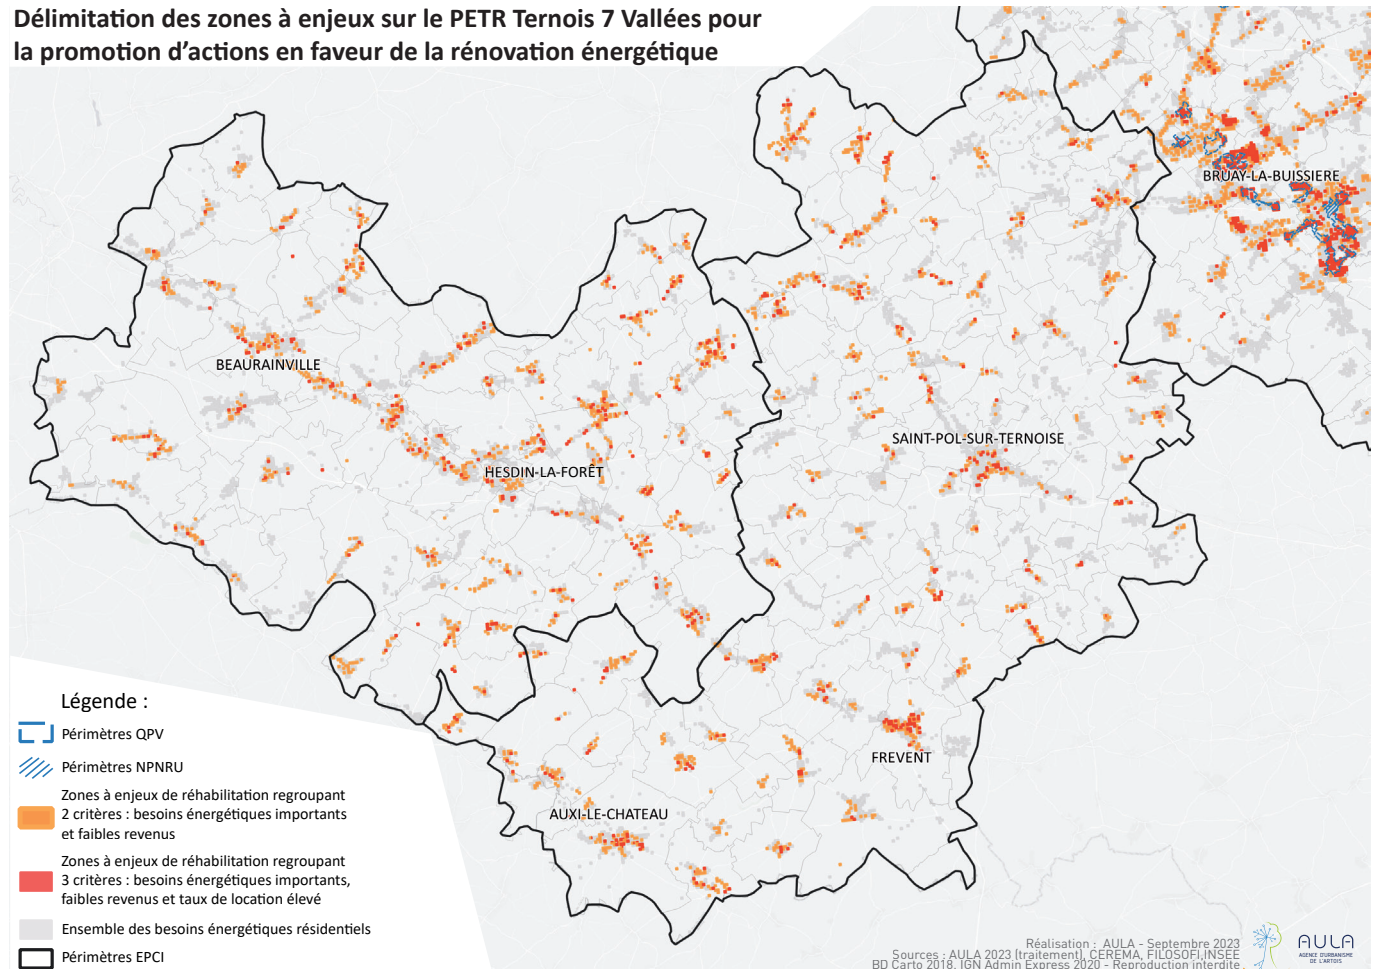 Délimitation des zones à enjeux sur le PETR Ternois 7 Vallées pour
la promotion d'actions en faveur de la rénovation énergétique
BRUAY-LA-BUISSIERE
BEAURAINVILLE
SAINT-POL-SUR-TERNOISE
HESDIN-LA-FORÊT
FREVENT
AUXI-LE-CHATEAU
Légende :
Périmètres QPV
Périmètres NPNRU
Zones à enjeux de réhabilitation regroupant
2 critères : besoins énergétiques importants
et faibles revenus
Zones à enjeux de réhabilitation regroupant
3 critères : besoins énergétiques importants,
faibles revenus et taux de location élevé
Ensemble des besoins énergétiques résidentiels
Périmètres EPCI
Réalisation : AULA - Septembre 2023
Sources : AULA 2023 (traitement), CEREMA, FILOSOFI,INSEE
BD Carto 2018, IGN Admin Express 2020 - Reproduction interdite
AULA
AGENCE D'URBANISME
DE L'ARTOIS